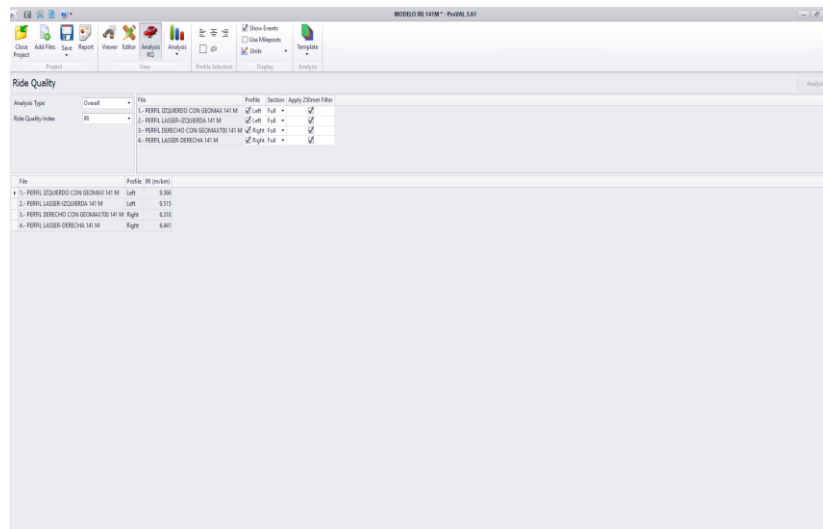 MODELO IRI 141M * - ProVAL 3.61
Close Project
Add Files
Save
Report
Viewer
Editor
Analysis RQ
Analysis
Show Events
Use Mileposts
Units
Template
Project
View
Profile Selection
Display
Analysis
Ride Quality
Analysis Type Overall
Ride Quality Index IRI
File Profile Section Apply 250mm Filter
1.- PERFIL IZQUIERDO CON GEOMAX 141 M Left Full
2.- PERFIL LASSER-IZQUIERDA 141 M Left Full
3.- PERFIL DERECHO CON GEOMAX700 141 M Right Full
4.- PERFIL LASSER-DERECHA 141 M Right Full
File Profile IRI (m/km)
1.- PERFIL IZQUIERDO CON GEOMAX 141 M Left 9.366
2.- PERFIL LASSER-IZQUIERDA 141 M Left 9.515
3.- PERFIL DERECHO CON GEOMAX700 141 M Right 6.318
4.- PERFIL LASSER-DERECHA 141 M Right 6.441